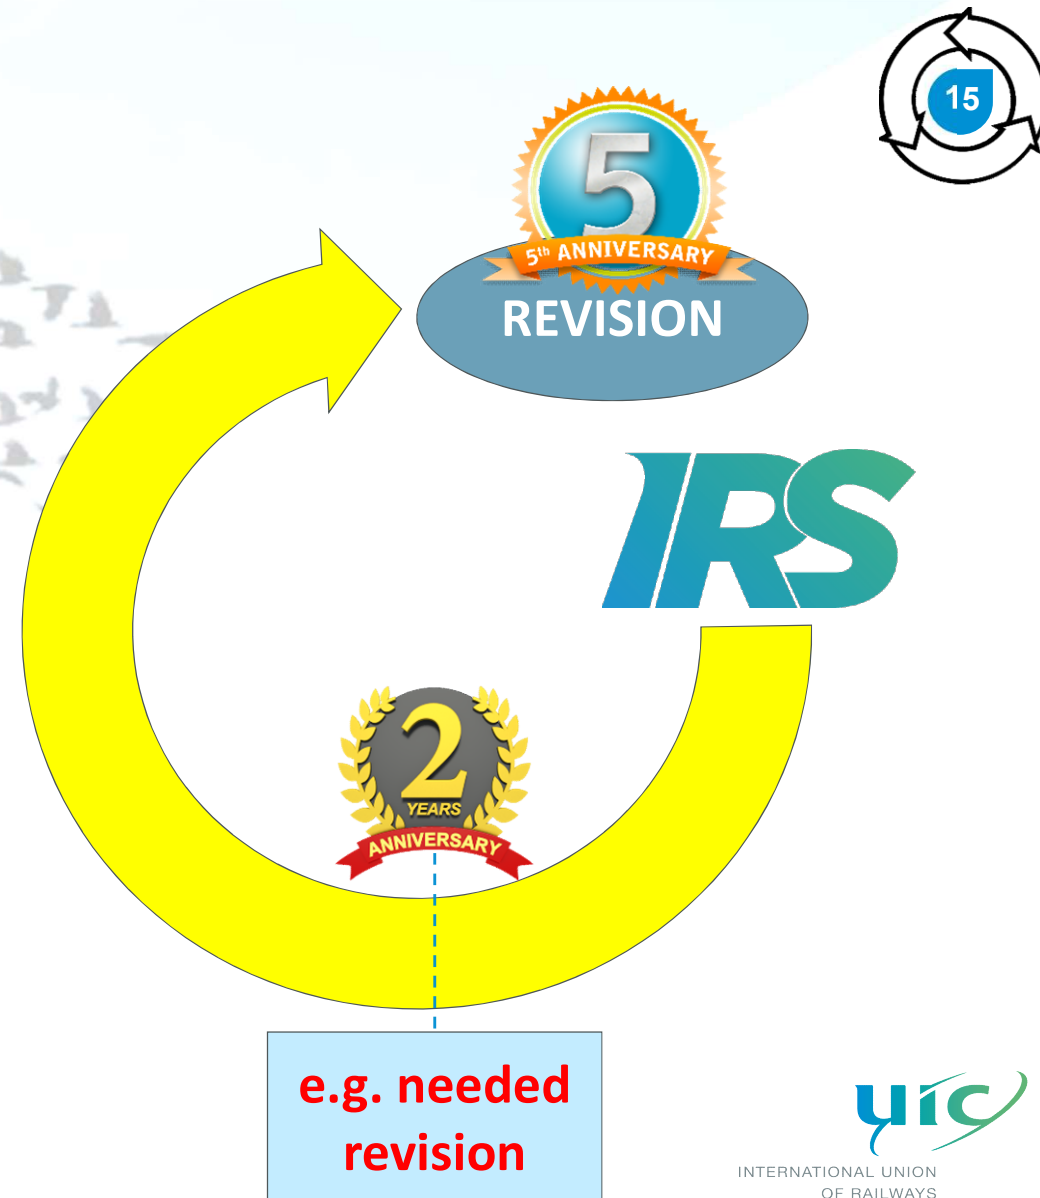 15
5
5th ANNIVERSARY
REVISION
IRS
2
YEARS
ANNIVERSARY
e.g. needed
revision
uic
INTERNATIONAL UNION
OF RAILWAYS